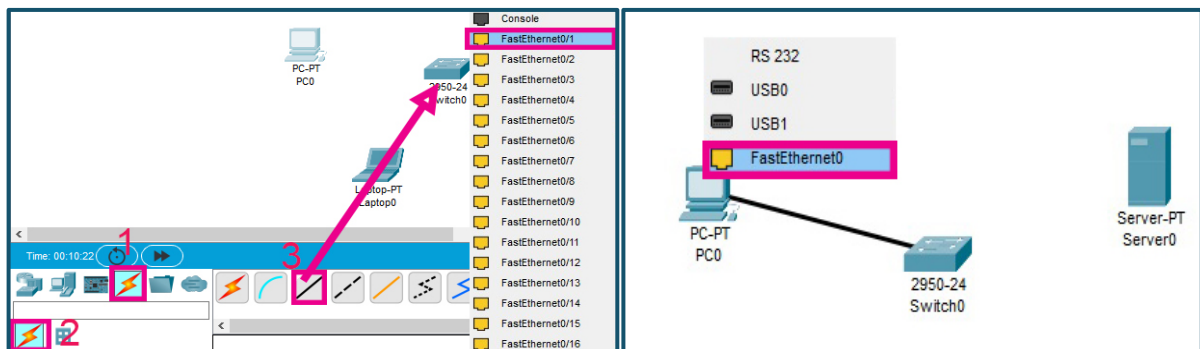 Console
FastEthernet0/1
FastEthernet0/2
FastEthernet0/3
FastEthernet0/4
FastEthernet0/5
FastEthernet0/6
FastEthernet0/7
FastEthernet0/8
FastEthernet0/9
FastEthernet0/10
FastEthernet0/11
FastEthernet0/12
FastEthernet0/13
FastEthernet0/14
FastEthernet0/15
FastEthernet0/16
PC-PT
PC0
2950-24
Switch0
Laptop-PT
Laptop0
Time: 00:10:22
1
3
2
RS 232
USB0
USB1
FastEthernet0
PC-PT
PC0
2950-24
Switch0
Server-PT
Server0